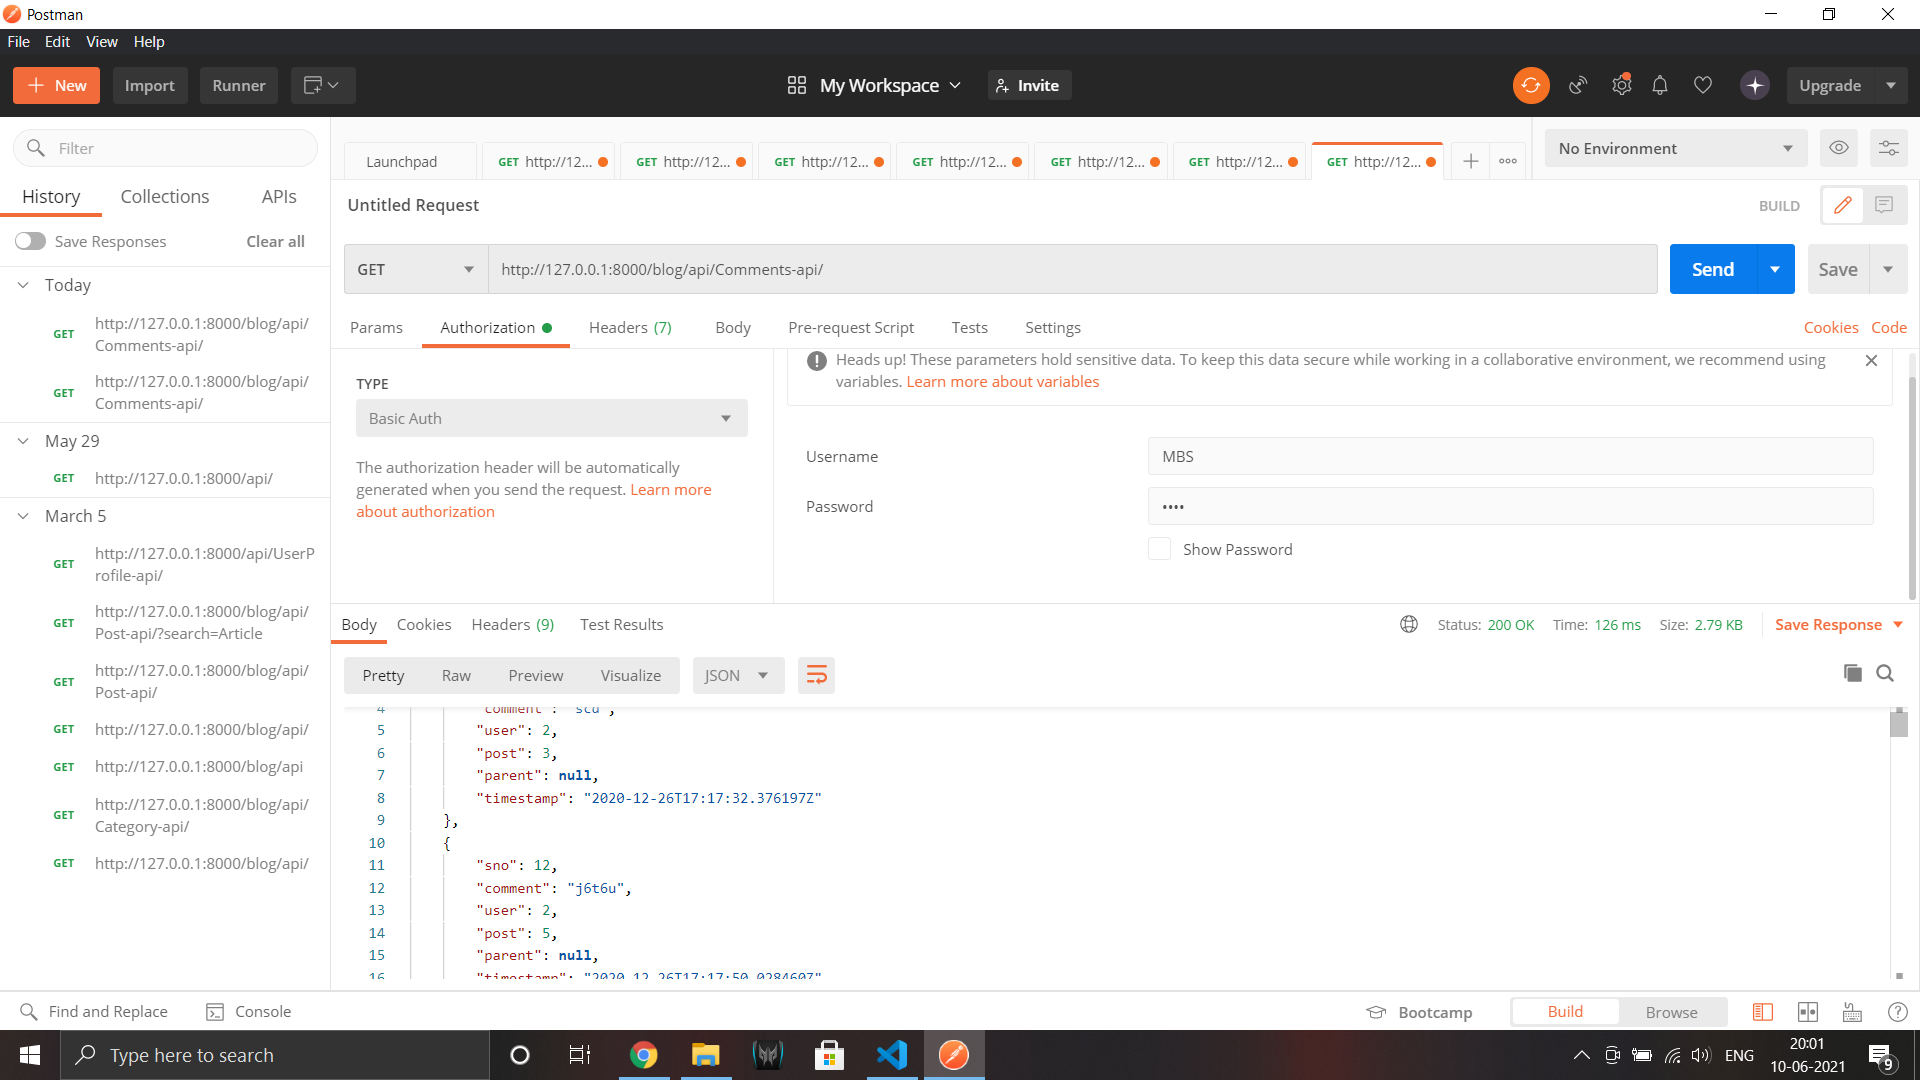 Postman
File Edit View Help
New Import Runner My Workspace Invite Upgrade
Filter
History Collections APIs
Save Responses Clear all
Today
GET http://127.0.0.1:8000/blog/api/
Comments-api/
GET http://127.0.0.1:8000/blog/api/
Comments-api/
May 29
GET http://127.0.0.1:8000/api/
March 5
GET http://127.0.0.1:8000/api/UserP
rofile-api/
GET http://127.0.0.1:8000/blog/api/
Post-api/?search=Article
GET http://127.0.0.1:8000/blog/api/
Post-api/
GET http://127.0.0.1:8000/blog/api/
GET http://127.0.0.1:8000/blog/api
GET http://127.0.0.1:8000/blog/api/
Category-api/
GET http://127.0.0.1:8000/blog/api/
Launchpad GET http://12... GET http://12... GET http://12... GET http://12... GET http://12... GET http://12... GET http://12...
No Environment
Untitled Request BUILD
GET http://127.0.0.1:8000/blog/api/Comments-api/ Send Save
Params Authorization Headers (7) Body Pre-request Script Tests Settings Cookies Code
TYPE
Basic Auth
The authorization header will be automatically
generated when you send the request. Learn more
about authorization
Heads up! These parameters hold sensitive data. To keep this data secure while working in a collaborative environment, we recommend using
variables. Learn more about variables
Username MBS
Password ••••
Show Password
Body Cookies Headers (9) Test Results Status: 200 OK Time: 126 ms Size: 2.79 KB Save Response
Pretty Raw Preview Visualize JSON
4 "comment": "scd",
5 "user": 2,
6 "post": 3,
7 "parent": null,
8 "timestamp": "2020-12-26T17:17:32.376197Z"
9 },
10 {
11 "sno": 12,
12 "comment": "j6t6u",
13 "user": 2,
14 "post": 5,
15 "parent": null,
16 "timestamp": "2020-12-26T17:17:50.028460Z"
Find and Replace Console Bootcamp Build Browse
Type here to search ENG 20:01
10-06-2021
9